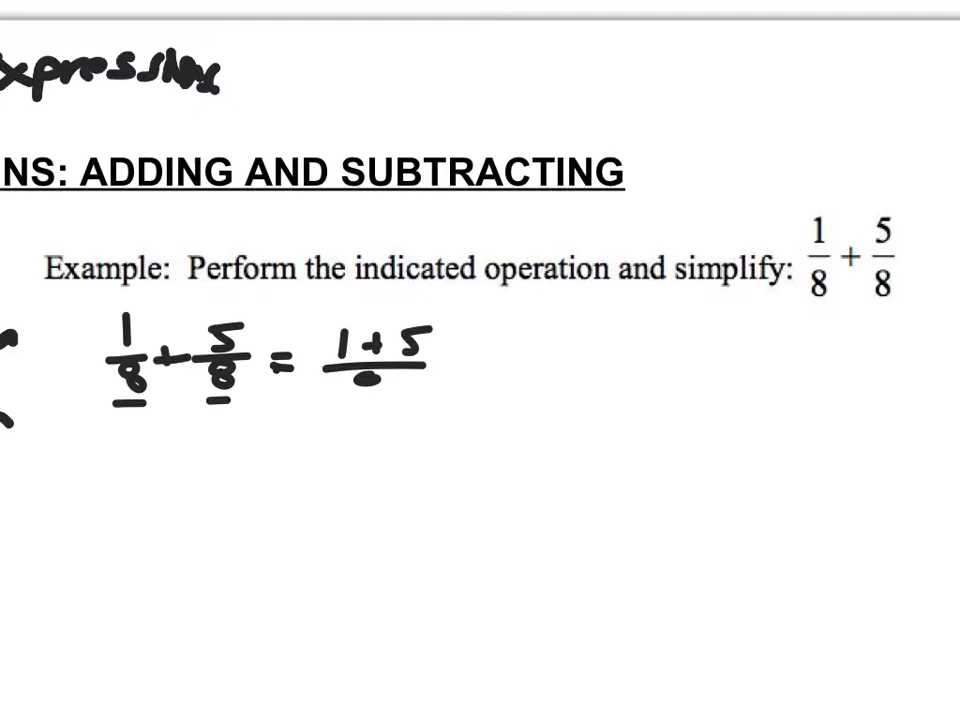 xpressions
NS: ADDING AND SUBTRACTING
Example: Perform the indicated operation and simplify: 1/8 + 5/8
1/8 + 5/8 = 1+5/